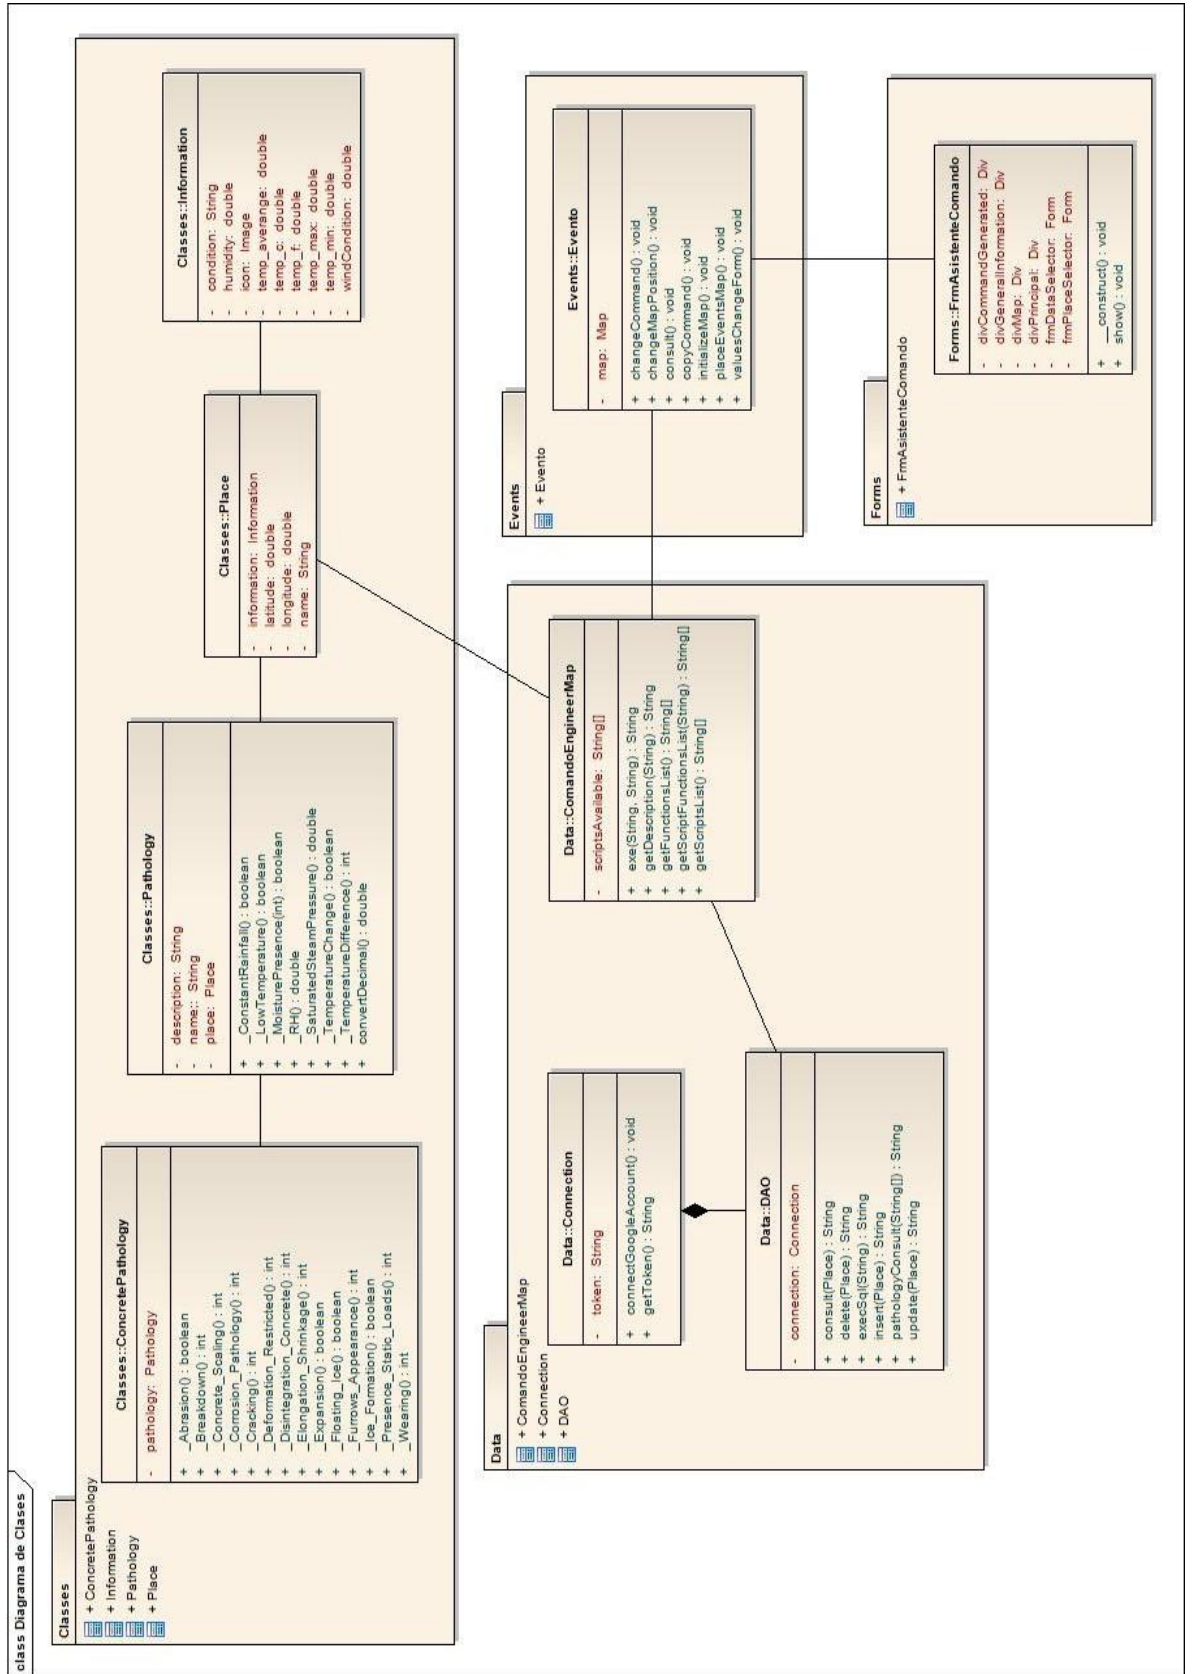 class Diagrama de Clases
Classes
+ ConcretePathology
+ Information
+ Pathology
+ Place
Classes::ConcretePathology
- pathology: Pathology
+ _Abrasion() : boolean
+ _Breakdown() : int
+ _Concrete_Scaling() : int
+ _Corrosion_Pathology() : int
+ _Cracking() : int
+ _Deformation_Restricted() : int
+ _Disintegration_Concrete() : int
+ _Elongation_Shrinkage() : int
+ _Expansion() : boolean
+ _Floating_Ice() : boolean
+ _Furrows_Appearance() : int
+ _Ice_Formation() : boolean
+ _Presence_Static_Loads() : int
+ _Wearing() : int
Classes::Pathology
- description: String
- name:: String
- place: Place
+ _ConstantRainfall() : boolean
+ _LowTemperature() : boolean
+ _MoisturePresence(int) : boolean
+ _RH() : double
+ _SaturatedSteamPressure() : double
+ _TemperatureChange() : boolean
+ _TemperatureDifference() : int
+ convertDecimal() : double
Classes::Place
- information: Information
- latitude: double
- longitude: double
- name: String
Classes::Information
- condition: String
- humidity: double
- icon: Image
- temp_averange: double
- temp_c: double
- temp_f: double
- temp_max: double
- temp_min: double
- windCondition: double
Data
+ ComandoEngineerMap
+ Connection
+ DAO
Data::Connection
- token: String
+ connectGoogleAccount() : void
+ getToken() : String
Data::DAO
- connection: Connection
+ consult(Place) : String
+ delete(Place) : String
+ execSql(String) : String
+ insert(Place) : String
+ pathologyConsult(String[]) : String
+ update(Place) : String
Data::ComandoEngineerMap
- scriptsAvailable: String[]
+ exe(String, String) : String
+ getDescription(String) : String
+ getFunctionsList() : String[]
+ getScriptFunctionsList(String) : String[]
+ getScriptsList() : String[]
Events
+ Evento
Events::Evento
- map: Map
+ changeCommand() : void
+ changeMapPosition() : void
+ consult() : void
+ copyCommand() : void
+ initializeMap() : void
+ placeEventsMap() : void
+ valuesChangeForm() : void
Forms
+ FrmAsistenteComando
Forms::FrmAsistenteComando
- divCommandGenerated: Div
- divGeneralInformation: Div
- divMap: Div
- divPrincipal: Div
- frmDataSelector: Form
- frmPlaceSelector: Form
+ __construct() : void
+ show() : void